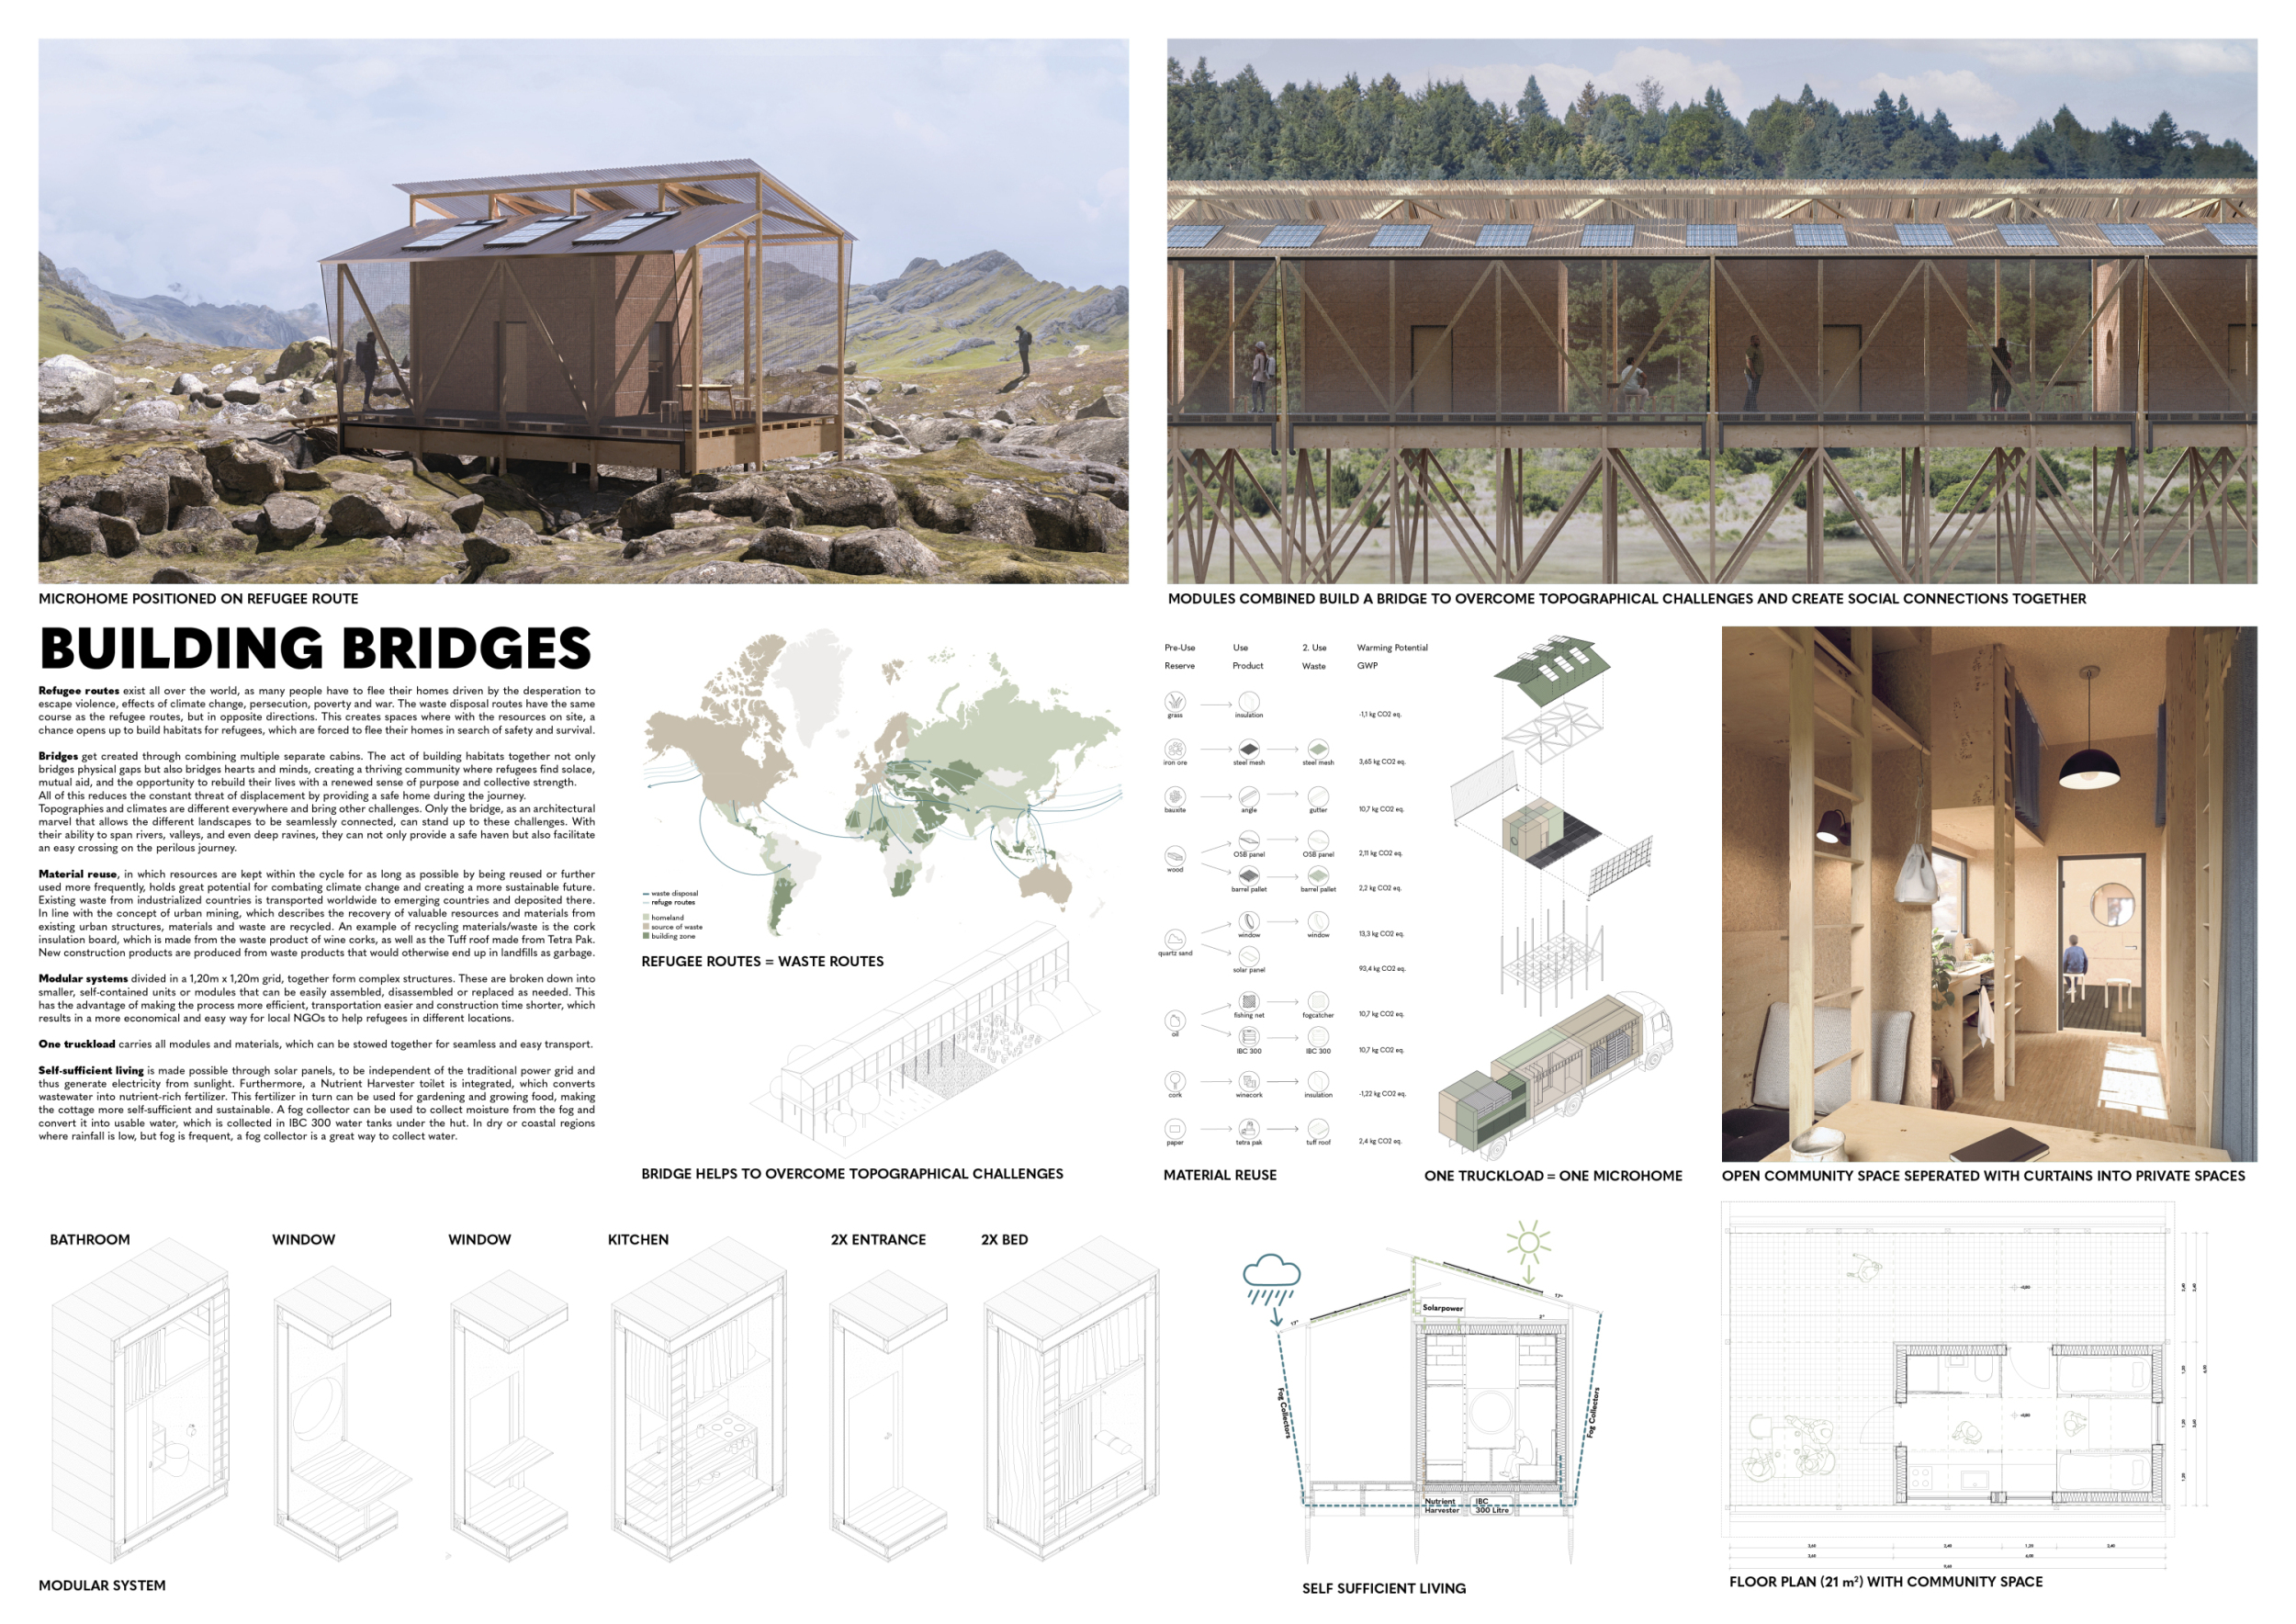 MICROHOME POSITIONED ON REFUGEE ROUTE
MODULES COMBINED BUILD A BRIDGE TO OVERCOME TOPOGRAPHICAL CHALLENGES AND CREATE SOCIAL CONNECTIONS TOGETHER
BUILDING BRIDGES
Refugee routes exist all over the world, as many people have to flee their homes driven by the desperation to
escape violence, effects of climate change, persecution, poverty and war. The waste disposal routes have the same
course as the refugee routes, but in opposite directions. This creates spaces where with the resources on site, a
chance opens up to build habitats for refugees, which are forced to flee their homes in search of safety and survival.
Bridges get created through combining multiple separate cabins. The act of building habitats together not only
bridges physical gaps but also bridges hearts and minds, creating a thriving community where refugees find solace,
mutual aid, and the opportunity to rebuild their lives with a renewed sense of purpose and collective strength.
All of this reduces the constant threat of displacement by providing a safe home during the journey.
Topographies and climates are different everywhere and bring other challenges. Only the bridge, as an architectural
marvel that allows the different landscapes to be seamlessly connected, can stand up to these challenges. With
their ability to span rivers, valleys, and even deep ravines, they can not only provide a safe haven but also facilitate
an easy crossing on the perilous journey.
Material reuse, in which resources are kept within the cycle for as long as possible by being reused or further
used more frequently, holds great potential for combating climate change and creating a more sustainable future.
Existing waste from industrialized countries is transported worldwide to emerging countries and deposited there.
In line with the concept of urban mining, which describes the recovery of valuable resources and materials from
existing urban structures, materials and waste are recycled. An example of recycling materials/waste is the cork
insulation board, which is made from the waste product of wine corks, as well as the Tuff roof made from Tetra Pak.
New construction products are produced from waste products that would otherwise end up in landfills as garbage.
Modular systems divided in a 1,20m x 1,20m grid, together form complex structures. These are broken down into
smaller, self-contained units or modules that can be easily assembled, disassembled or replaced as needed. This
has the advantage of making the process more efficient, transportation easier and construction time shorter, which
results in a more economical and easy way for local NGOs to help refugees in different locations.
One truckload carries all modules and materials, which can be stowed together for seamless and easy transport.
Self-sufficient living is made possible through solar panels, to be independent of the traditional power grid and
thus generate electricity from sunlight. Furthermore, a Nutrient Harvester toilet is integrated, which converts
wastewater into nutrient-rich fertilizer. This fertilizer in turn can be used for gardening and growing food, making
the cottage more self-sufficient and sustainable. A fog collector can be used to collect moisture from the fog and
convert it into usable water, which is collected in IBC 300 water tanks under the hut. In dry or coastal regions
where rainfall is low, but fog is frequent, a fog collector is a great way to collect water.
waste disposal
refuge routes
homeland
source of waste
building zone
REFUGEE ROUTES = WASTE ROUTES
BRIDGE HELPS TO OVERCOME TOPOGRAPHICAL CHALLENGES
Pre-Use Use 2. Use Warming Potential
Reserve Product Waste GWP
grass insulation -1,1 kg CO2 eq.
iron ore steel mesh steel mesh 3,65 kg CO2 eq.
bauxite angle gutter 10,7 kg CO2 eq.
wood
OSB panel OSB panel 2,11 kg CO2 eq.
barrel pallet barrel pallet 2,2 kg CO2 eq.
quartz sand
window window 13,3 kg CO2 eq.
solar panel 93,4 kg CO2 eq.
oil
fishing net fogcatcher 10,7 kg CO2 eq.
IBC 300 IBC 300 10,7 kg CO2 eq.
cork winecork insulation -1,22 kg CO2 eq.
paper tetra pak tuff roof 2,4 kg CO2 eq.
MATERIAL REUSE
ONE TRUCKLOAD = ONE MICROHOME
OPEN COMMUNITY SPACE SEPERATED WITH CURTAINS INTO PRIVATE SPACES
BATHROOM
WINDOW
WINDOW
KITCHEN
2X ENTRANCE
2X BED
MODULAR SYSTEM
Solarpower
17°
17°
2°
Fog Collectors
Fog Collectors
Nutrient
Harvester
IBC
300 Litre
SELF SUFFICIENT LIVING
3,60 2,40 1,20 2,40
3,60 6,00
9,60
FLOOR PLAN (21 m²) WITH COMMUNITY SPACE